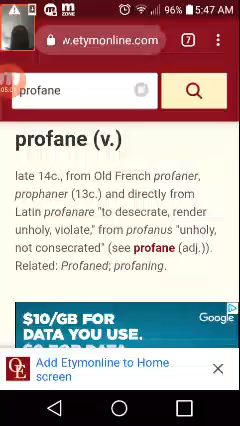 ZONE
96% 5:47 AM
w.etymonline.com
7
profane
profane (v.)
late 14c., from Old French profaner,
prophaner (13c.) and directly from
Latin profanare "to desecrate, render
unholy, violate," from profanus "unholy,
not consecrated" (see profane (adj.)).
Related: Profaned; profaning.
$10/GB FOR
DATA YOU USE.
Google
Add Etymonline to Home
screen